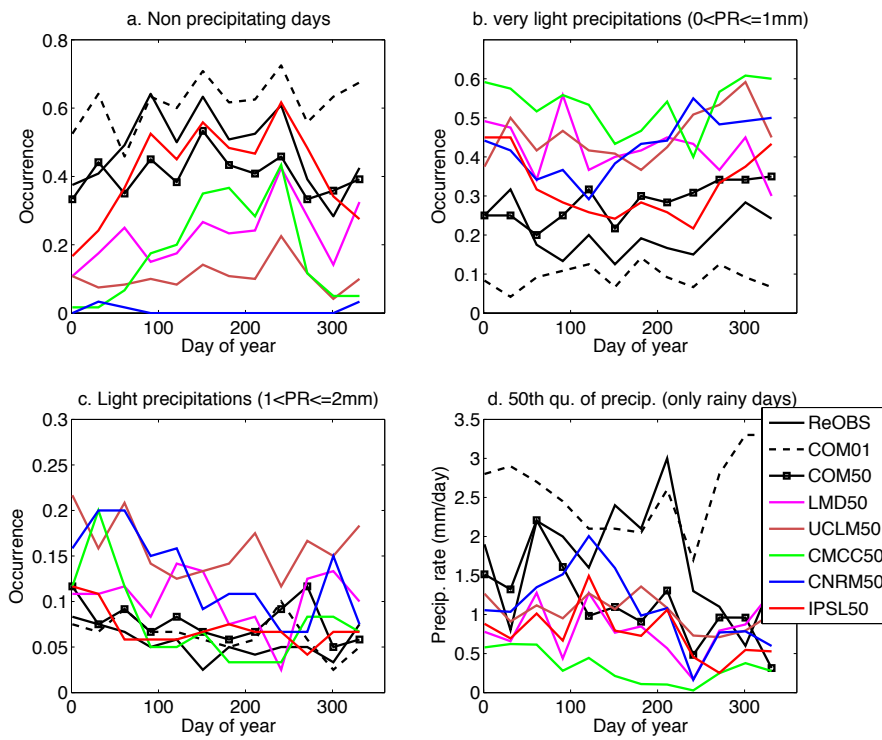 a. Non precipitating days
0.8
0.6
0.4
0.2
0
Occurrence
0 100 200 300
Day of year
b. very light precipitations (0<PR<=1mm)
0.6
0.5
0.4
0.3
0.2
0.1
0
Occurrence
0 100 200 300
Day of year
c. Light precipitations (1<PR<=2mm)
0.3
0.25
0.2
0.15
0.1
0.05
0
Occurrence
0 100 200 300
Day of year
d. 50th qu. of precip. (only rainy days)
3.5
3
2.5
2
1.5
1
0.5
0
Precip. rate (mm/day)
0 100 200 300
Day of year
ReOBS
COM01
COM50
LMD50
UCLM50
CMCC50
CNRM50
IPSL50